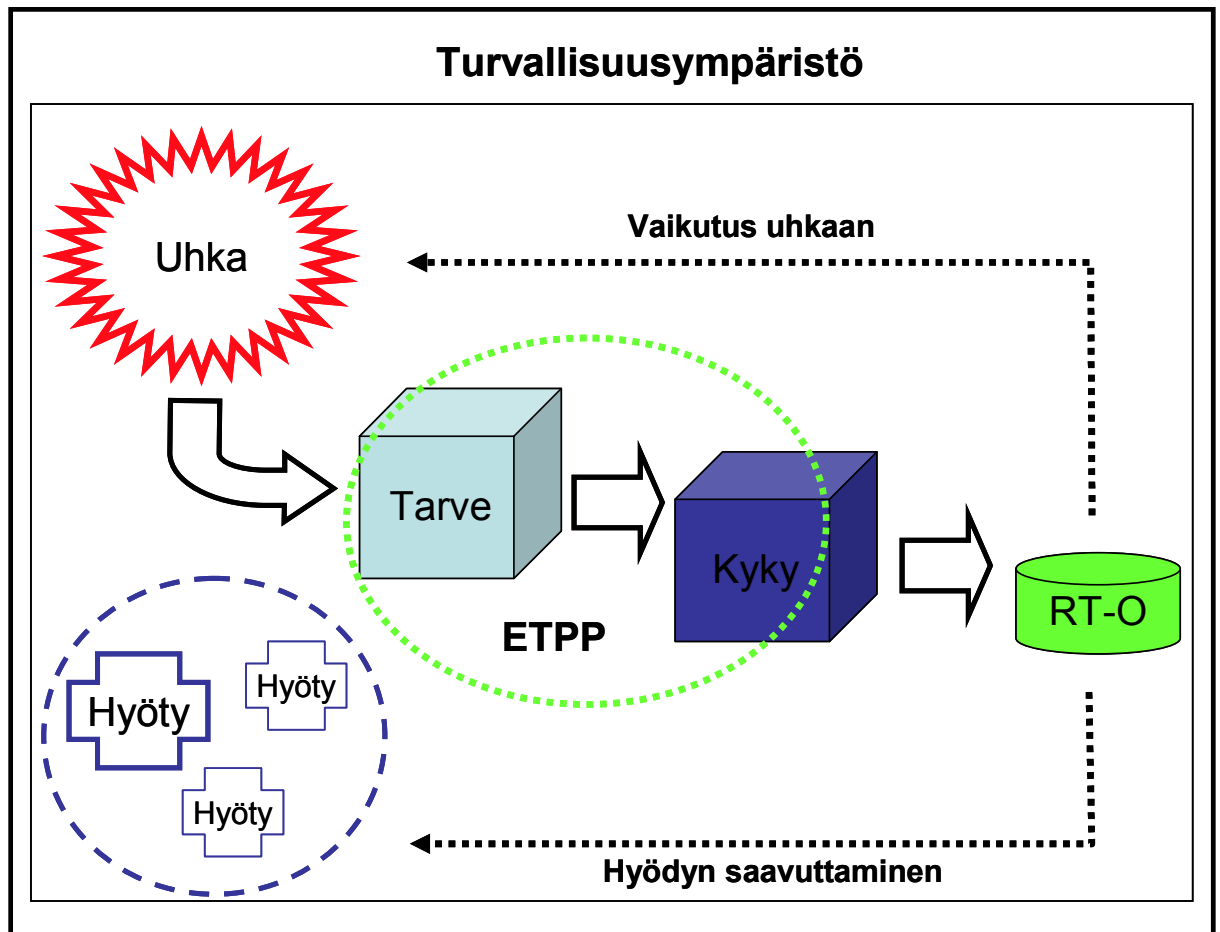 Turvallisuusympäristö
Uhka
Vaikutus uhkaan
Tarve
Kyky
RT-O
ETPP
Hyöty
Hyöty
Hyöty
Hyödyn saavuttaminen